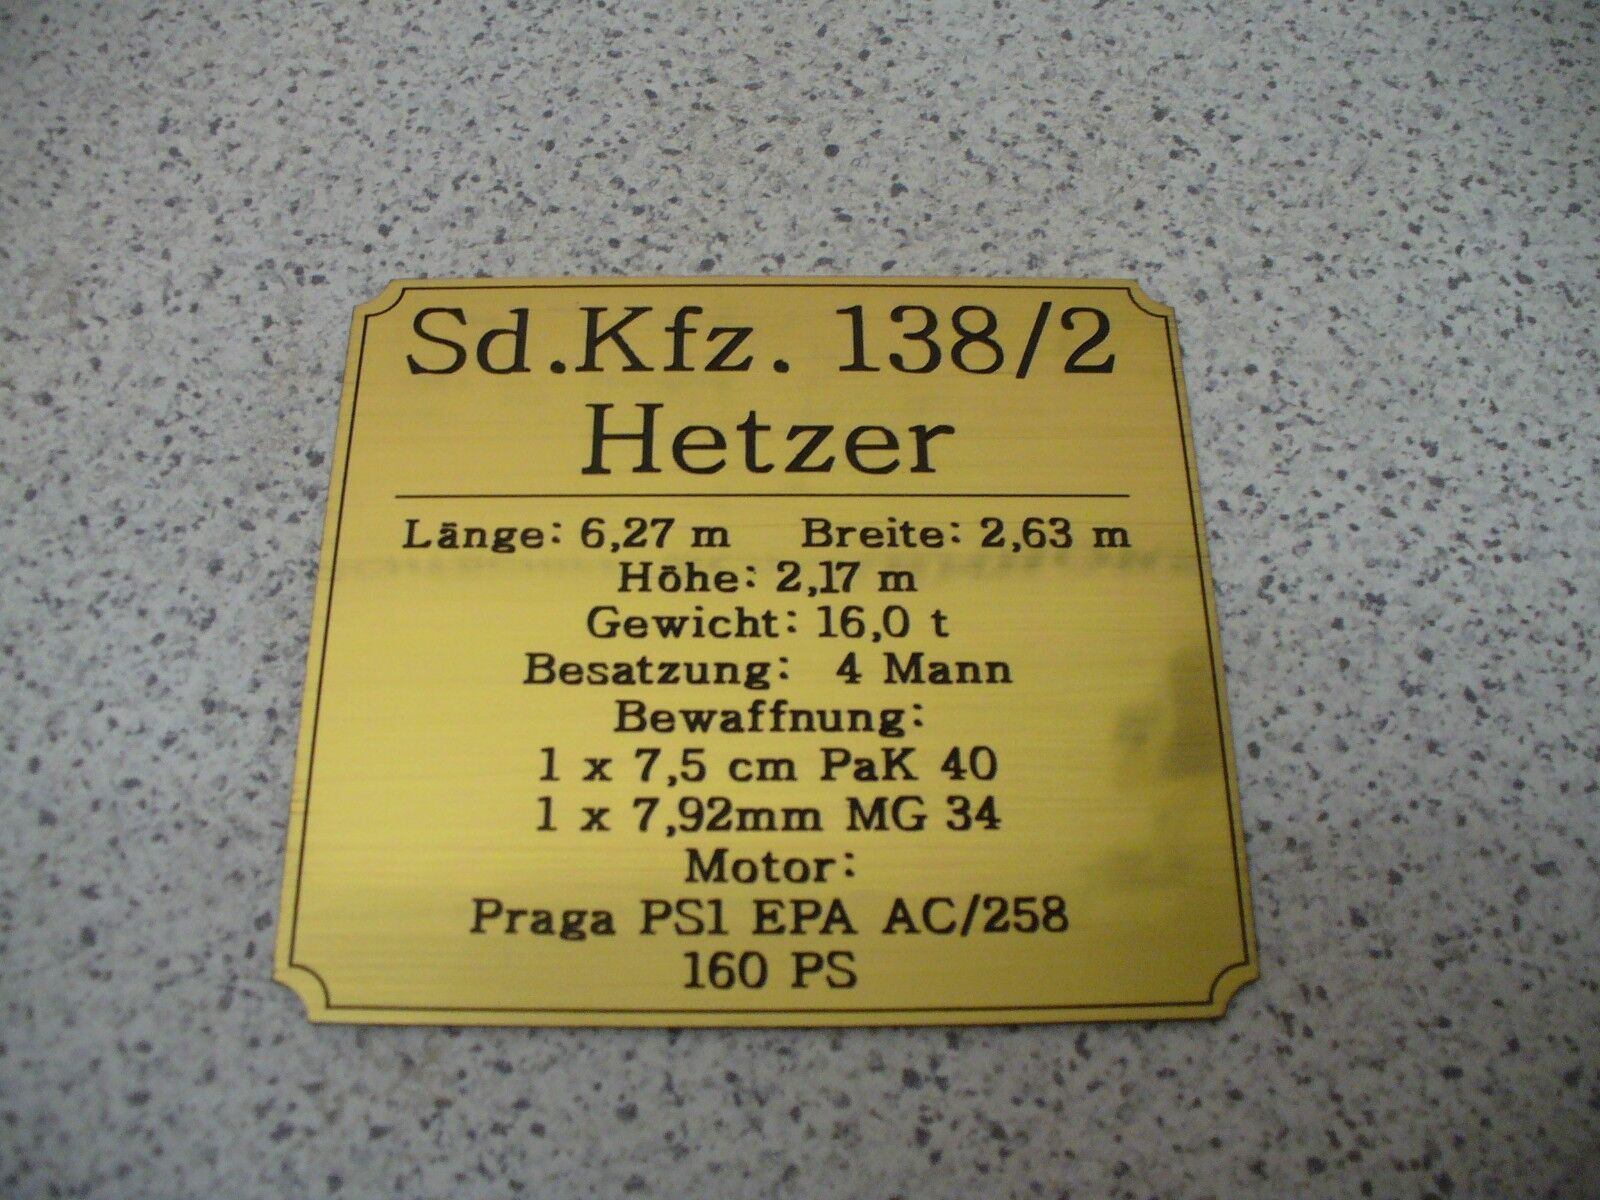 Sd.Kfz. 138/2
Hetzer
Länge: 6,27 m Breite: 2,63 m
Höhe: 2,17 m
Gewicht: 16,0 t
Besatzung: 4 Mann
Bewaffnung:
1 x 7,5 cm PaK 40
1 x 7,92mm MG 34
Motor:
Praga PS1 EPA AC/258
160 PS